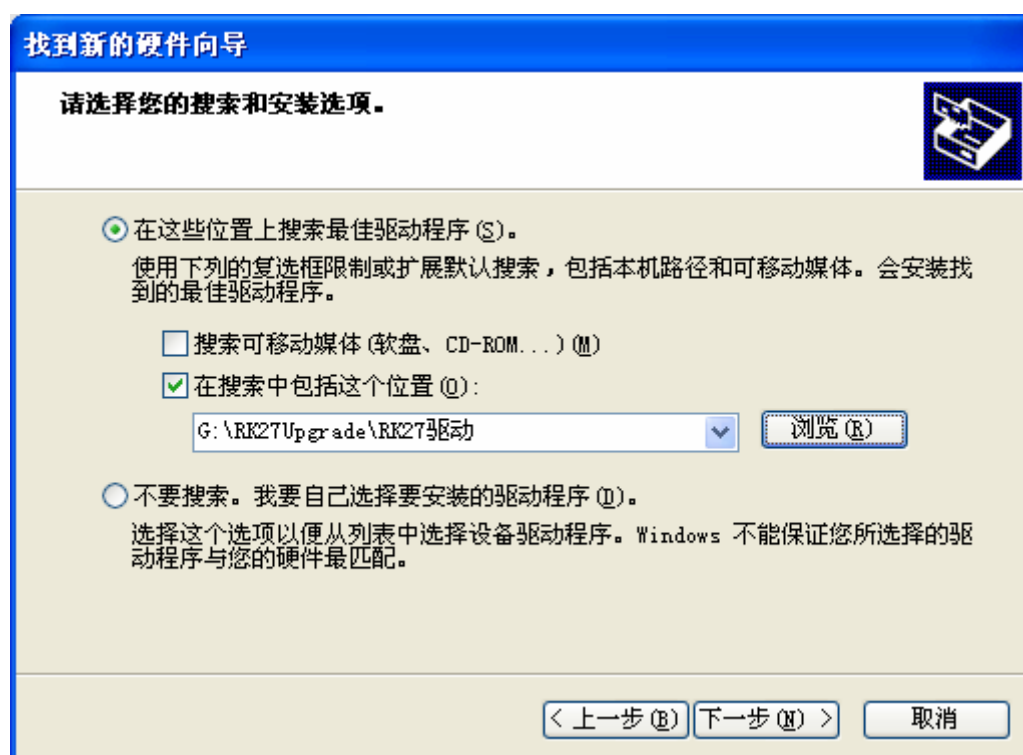 找到新的硬件向导
请选择您的搜索和安装选项。
在这些位置上搜索最佳驱动程序(S)。
使用下列的复选框限制或扩展默认搜索，包括本机路径和可移动媒体。会安装找
到的最佳驱动程序。
搜索可移动媒体(软盘、CD-ROM...)(M)
在搜索中包括这个位置(O):
G:\RK27Upgrade\RK27驱动
浏览(R)
不要搜索。我要自己选择要安装的驱动程序(D)。
选择这个选项以便从列表中选择设备驱动程序。Windows 不能保证您所选择的驱
动程序与您的硬件最匹配。
< 上一步(B) 下一步(N) > 取消